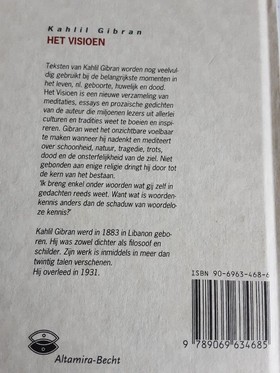 Kahlil Gibran
HET VISIOEN
Teksten van Kahlil Gibran worden nog veelvul-
dig gebruikt bij de belangrijkste momenten in
het leven, nl. geboorte, huwelijk en dood.
Het Visioen is een nieuwe verzameling van
meditaties, essays en prozaische gedichten
van de auteur die miljoenen lezers uit allerlei
culturen en tradities weet te boeien en inspi-
reren. Gibran weet het onzichtbare voelbaar
te maken wanneer hij nadenkt en mediteert
over schoonheid, natuur, tragedie, trots,
dood en de onsterfelijkheid van de ziel. Niet
gebonden aan enige religie dringt hij door tot
de kern van het bestaan.
'Ik breng enkel onder woorden wat gij zelf in
gedachten reeds weet. Want wat is woorden-
kennis anders dan de schaduw van woordelo-
ze kennis?'
Kahlil Gibran werd in 1883 in Libanon gebo-
ren. Hij was zowel dichter als filosoof en
schilder. Zijn werk is inmiddels in meer dan
twintig talen verschenen.
Hij overleed in 1931.
ISBN 90-6963-468-6
9 789069 634685
Altamira-Becht